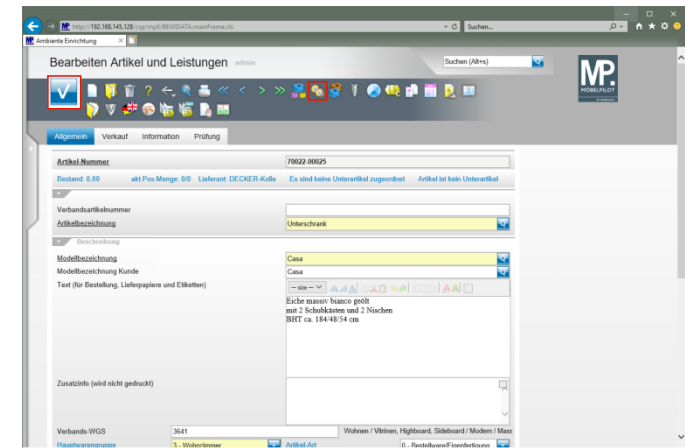 http://192.168.145.128/csp/mp6/BEWIDATA.mainFrame.cls
Suchen...
Ambiente Einrichtung
Bearbeiten Artikel und Leistungen admin
Suchen (Alt+s)
MP
MÖBELPILOT
Allgemein Verkauf Information Prüfung
Artikel-Nummer 70022-00025
Bestand: 0,00 akt.Pos.Menge: 0/0 Lieferant: DECKER-Kolle Es sind keine Unterartikel zugeordnet Artikel ist kein Unterartikel
Verbandsartikelnummer
Artikelbezeichnung Unterschrank
Beschreibung
Modellbezeichnung Casa
Modellbezeichnung Kunde Casa
Text (für Bestellung, Lieferpapiere und Etiketten)
-- size --
Eiche massiv bianco geölt
mit 2 Schubkästen und 2 Nischen
BHT ca. 184/48/54 cm
Zusatzinfo (wird nicht gedruckt)
Verbands-WGS 3641 Wohnen / Vitrinen, Highboard, Sideboard / Modern / Mass
Hauptwarengruppe 3 - Wohnzimmer Artikel-Art 0 - Bestellware/Eigenfertigung